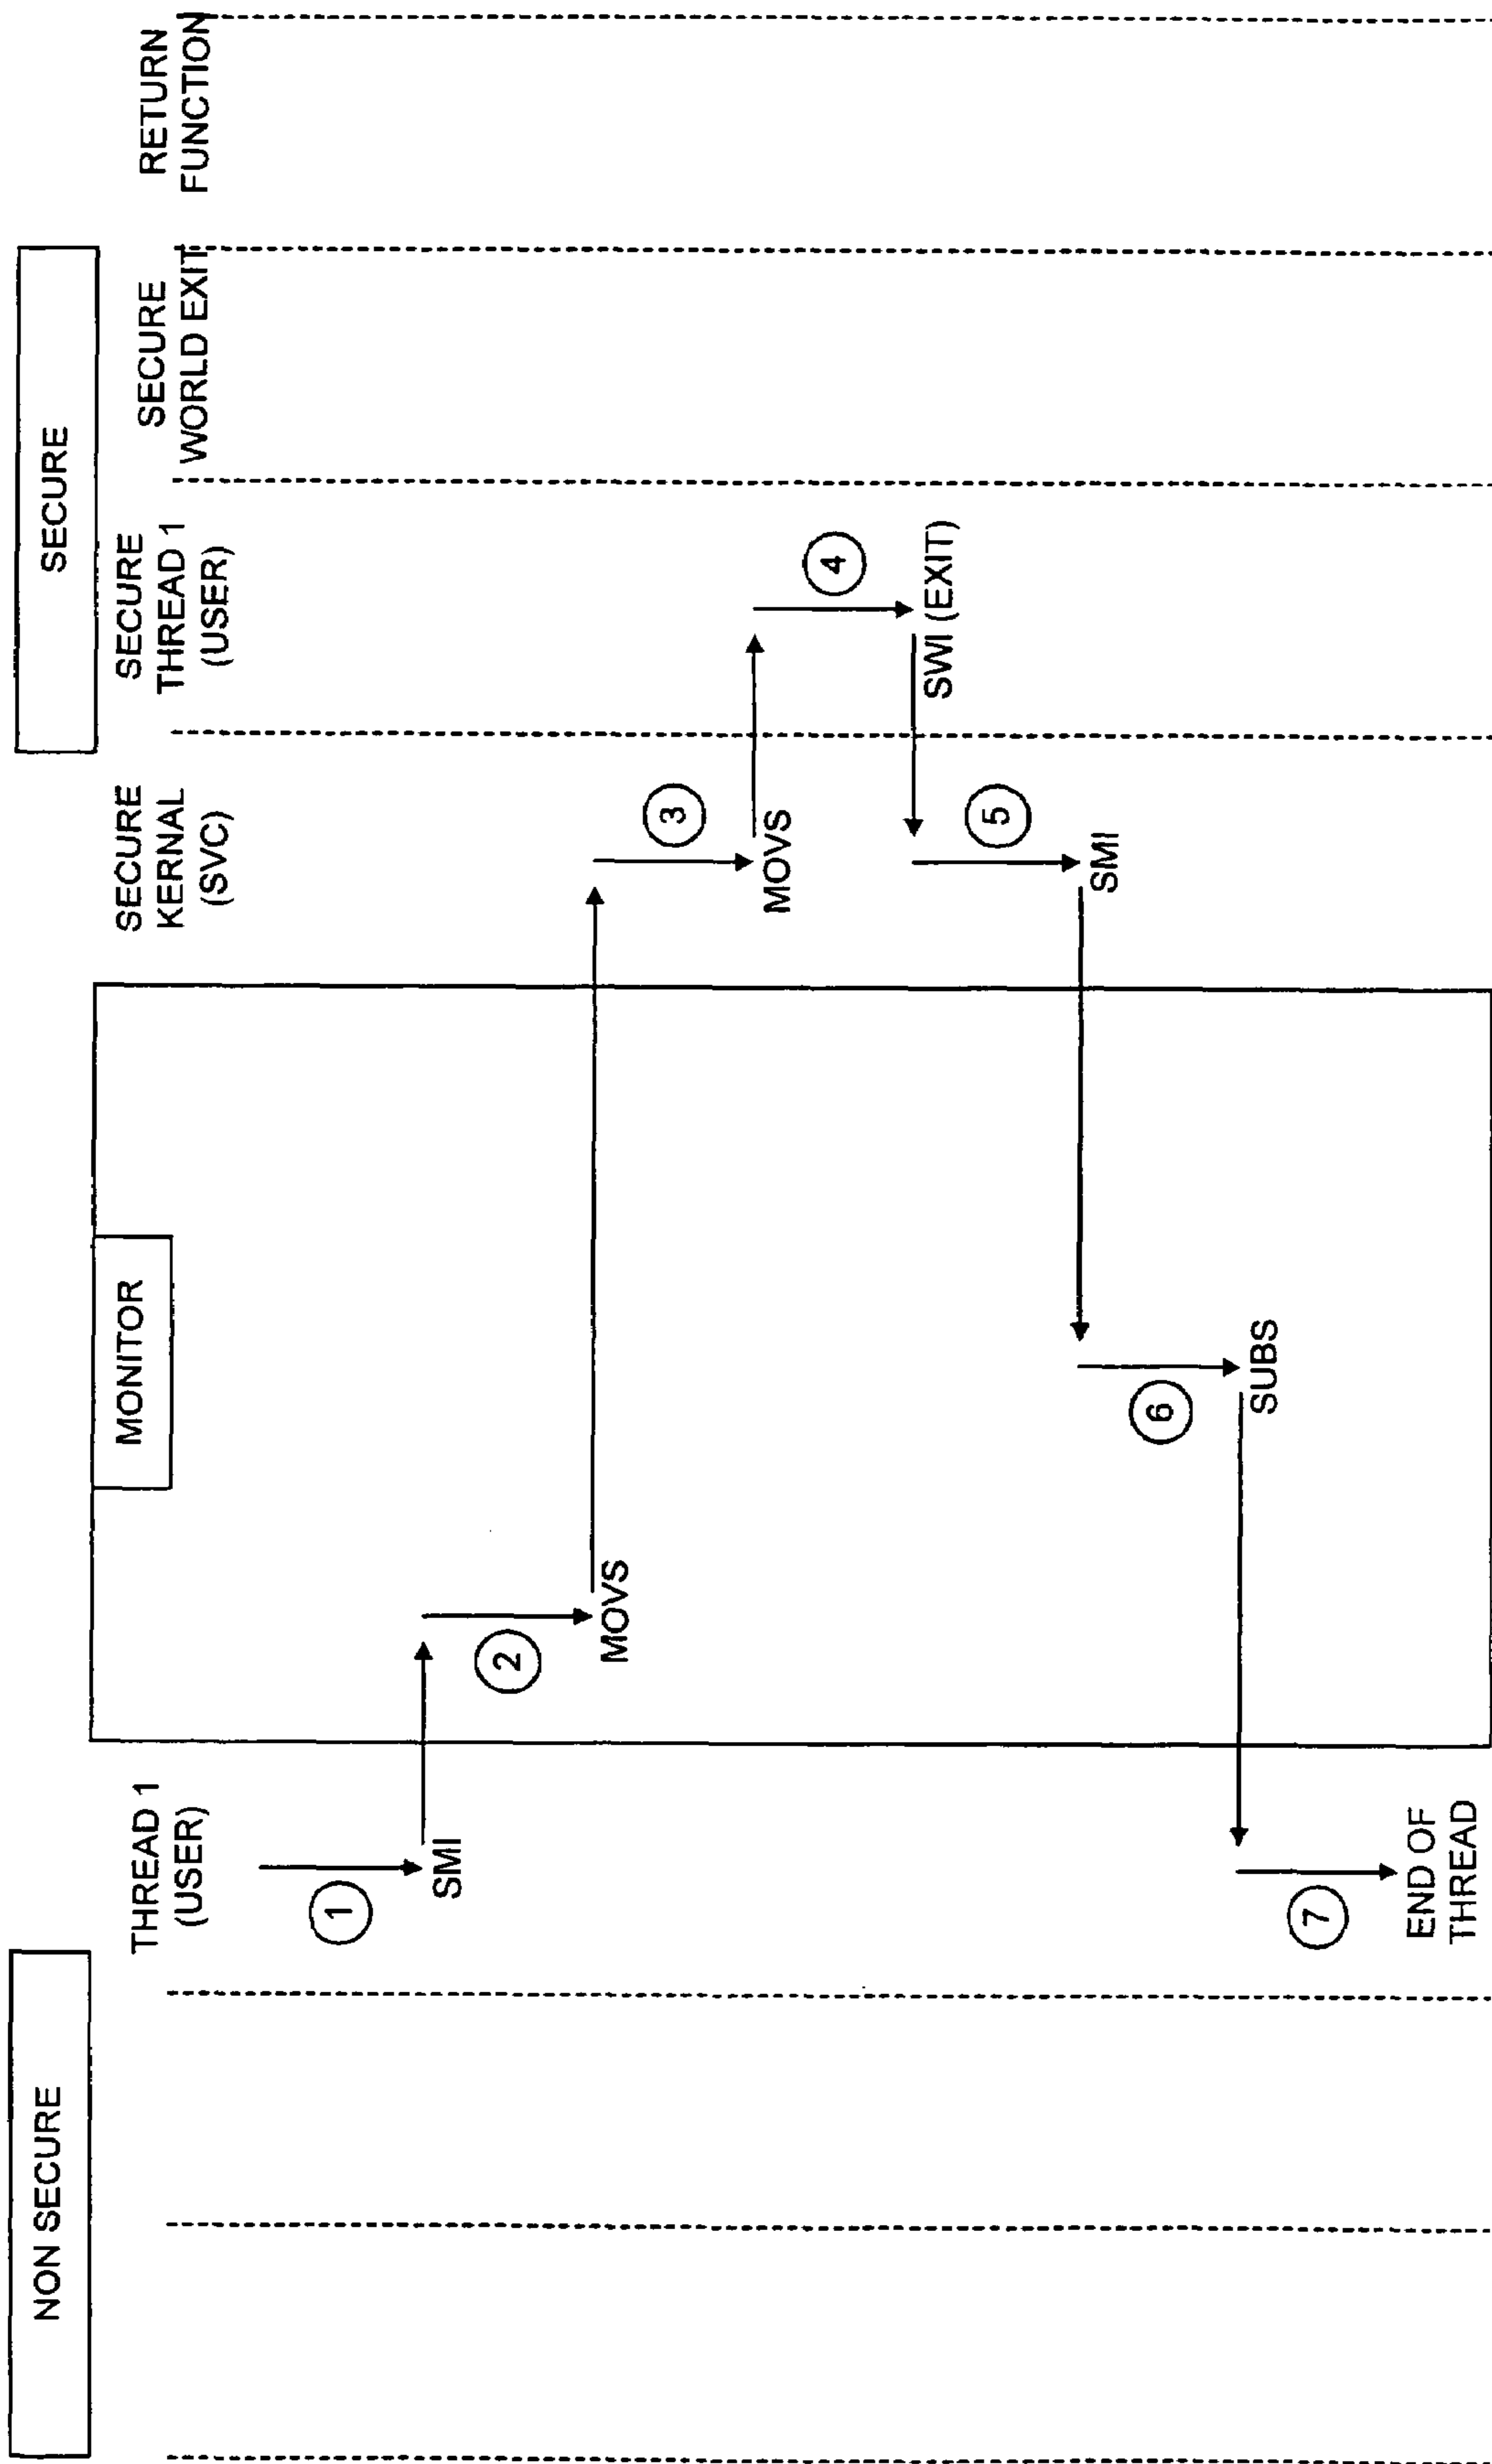 NON SECURE
MONITOR
SECURE
THREAD 1
(USER)
SECURE
KERNAL
(SVC)
SECURE
THREAD 1
(USER)
SECURE
WORLD EXIT
RETURN
FUNCTION
1
SMI
2
MOVS
3
MOVS
4
SWI (EXIT)
5
SMI
6
SUBS
7
END OF
THREAD